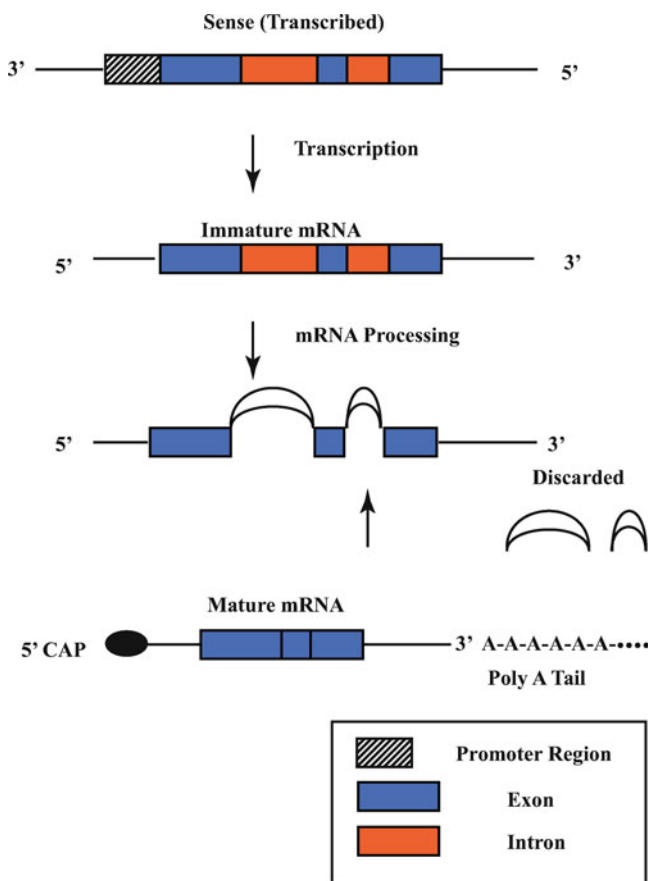 Sense (Transcribed)
3’ 5’
Transcription
Immature mRNA
5’ 3’
mRNA Processing
5’ 3’
Discarded
Mature mRNA
5’ CAP 3’ A-A-A-A-A-A-••••
Poly A Tail
Promoter Region
Exon
Intron